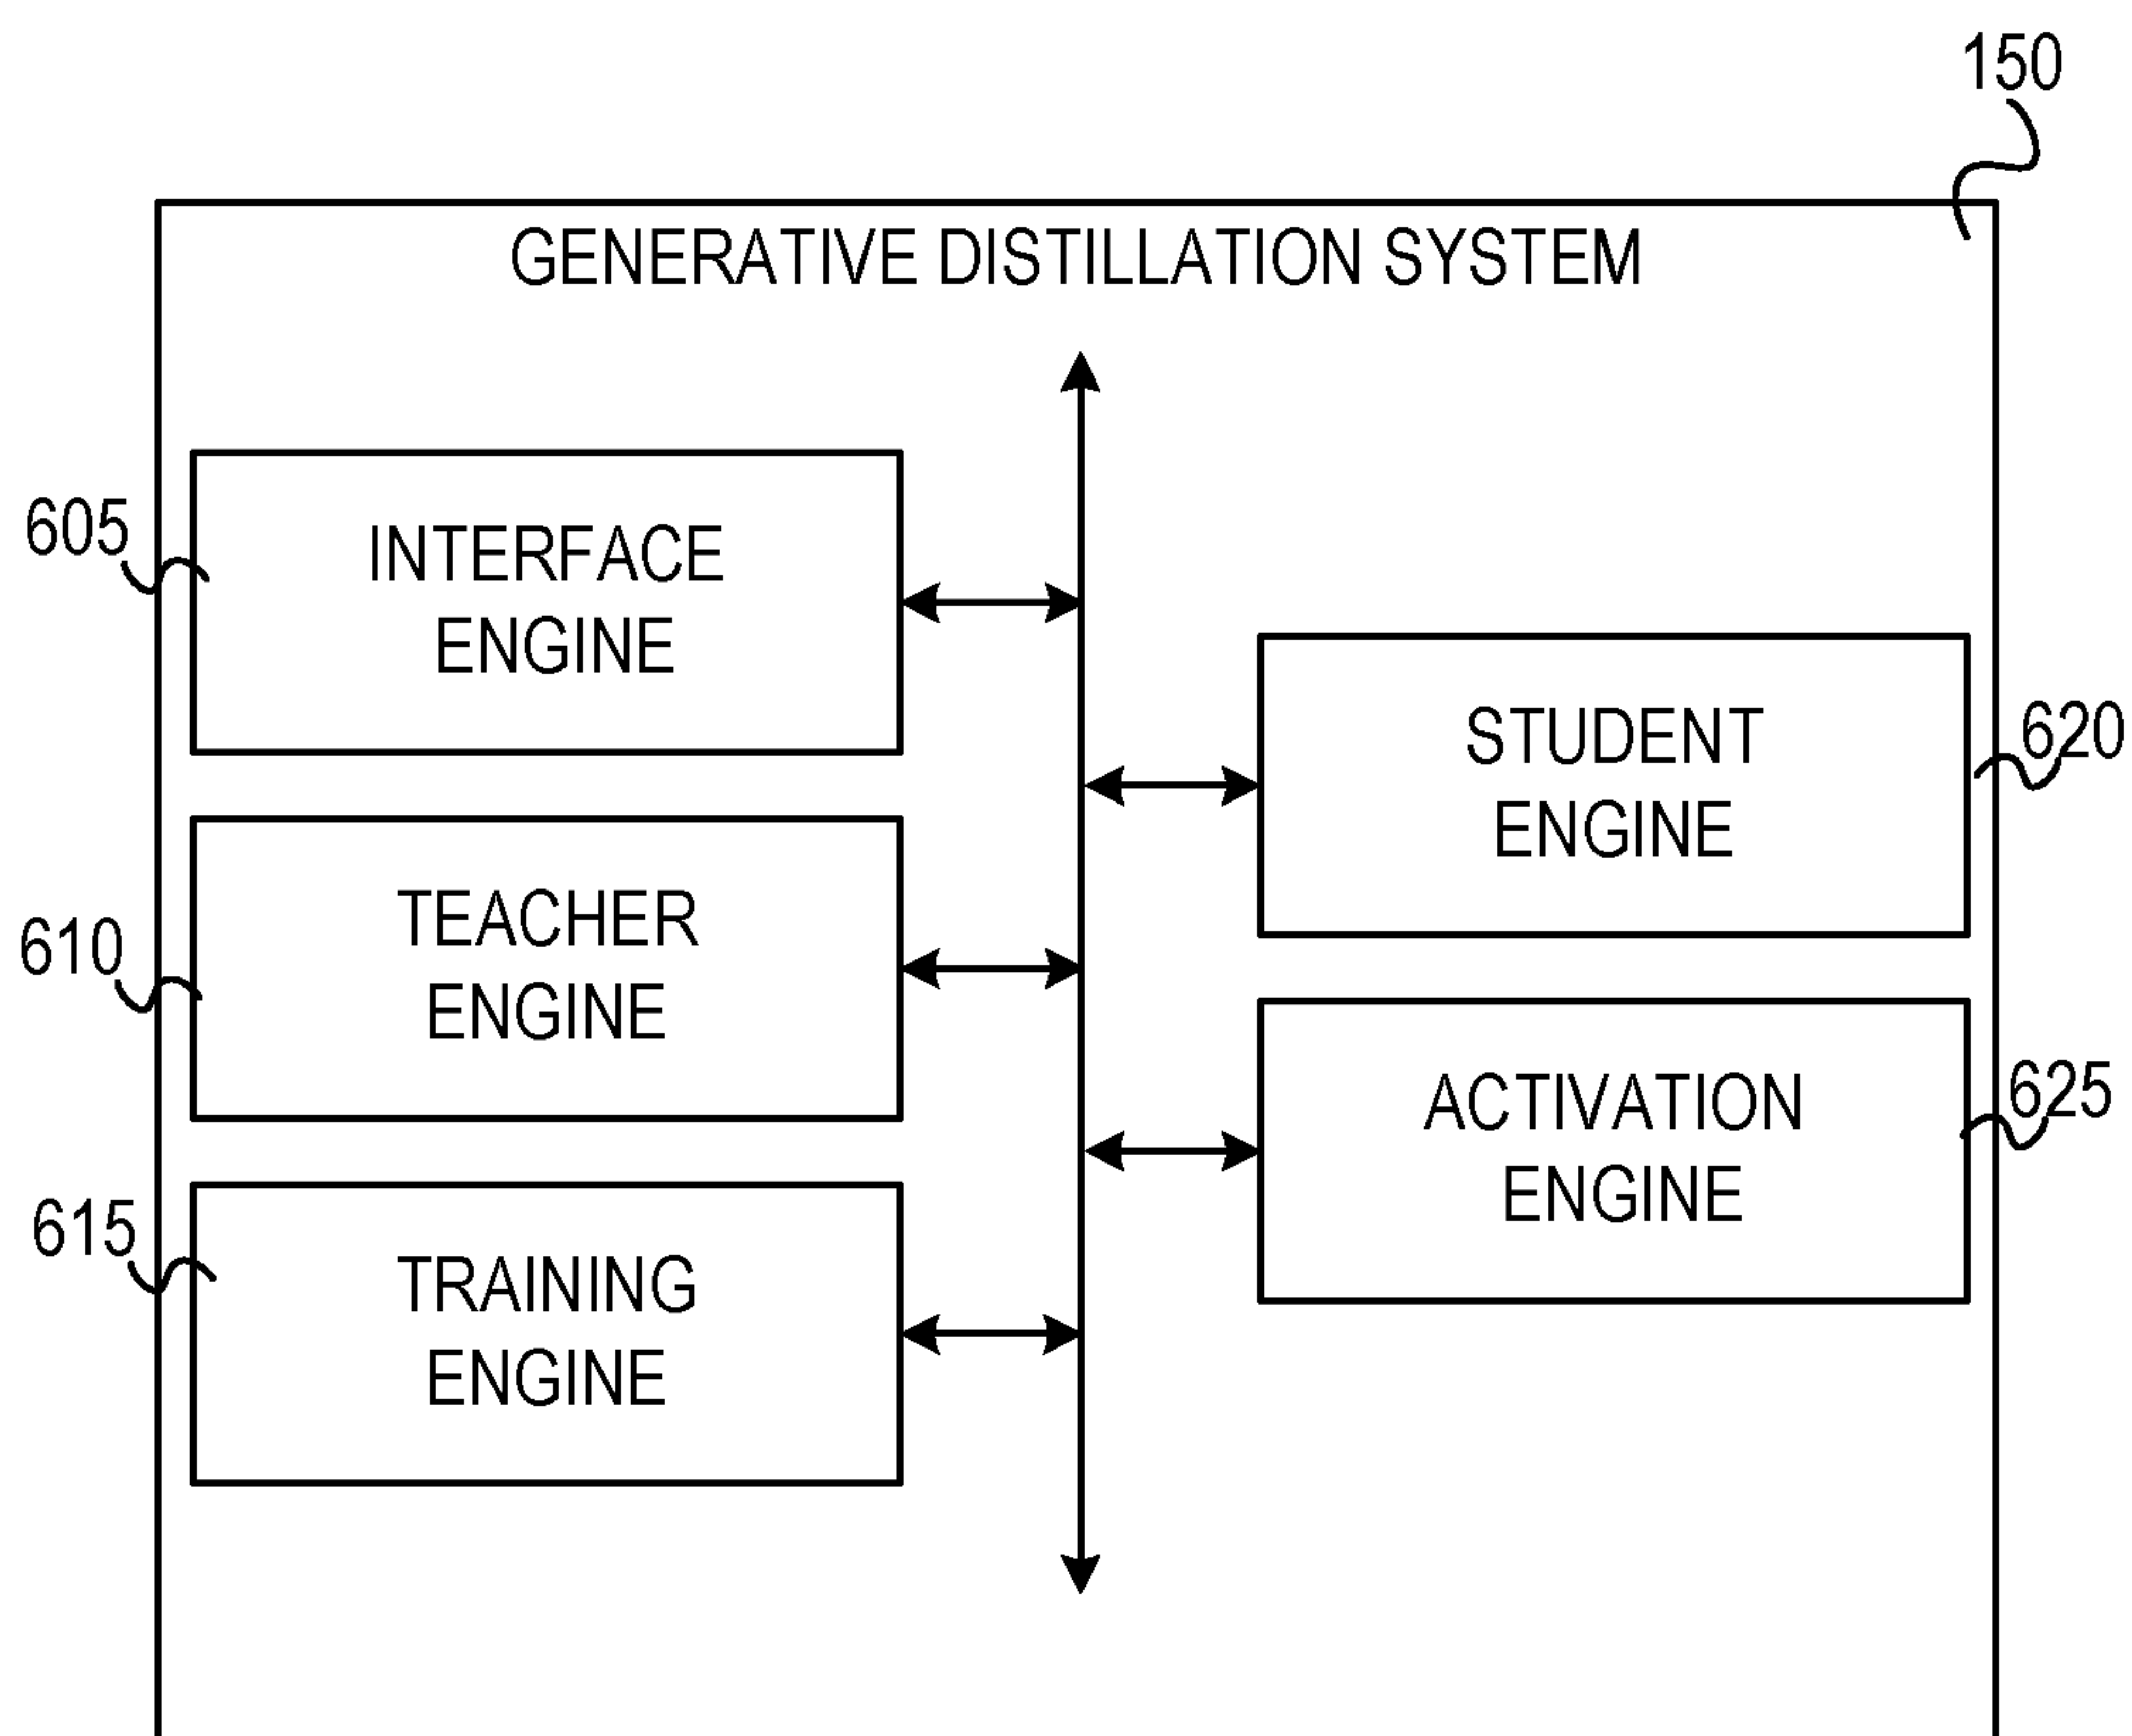 150
GENERATIVE DISTILLATION SYSTEM
605
INTERFACE
ENGINE
610
TEACHER
ENGINE
615
TRAINING
ENGINE
620
STUDENT
ENGINE
625
ACTIVATION
ENGINE